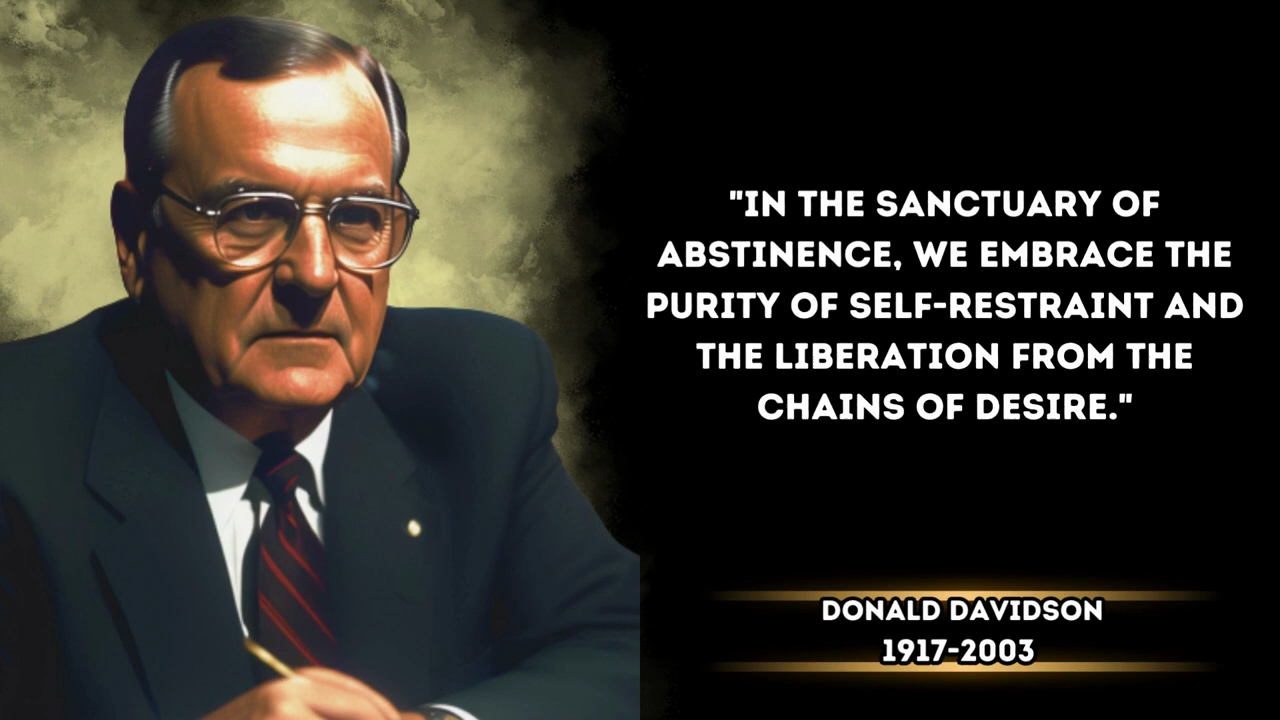 "IN THE SANCTUARY OF
ABSTINENCE, WE EMBRACE THE
PURITY OF SELF-RESTRAINT AND
THE LIBERATION FROM THE
CHAINS OF DESIRE."
DONALD DAVIDSON
1917-2003